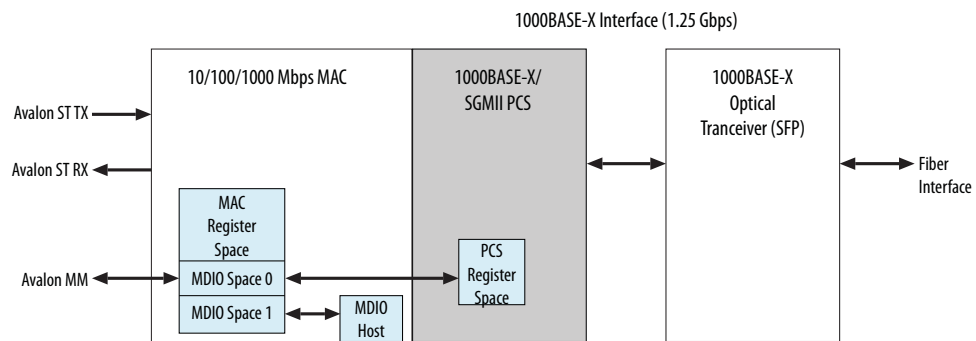 1000BASE-X Interface (1.25 Gbps)
10/100/1000 Mbps MAC
1000BASE-X/
SGMII PCS
1000BASE-X
Optical
Tranceiver (SFP)
Avalon ST TX
Avalon ST RX
Fiber
Interface
MAC
Register
Space
PCS
Register
Space
Avalon MM
MDIO Space 0
MDIO Space 1
MDIO
Host